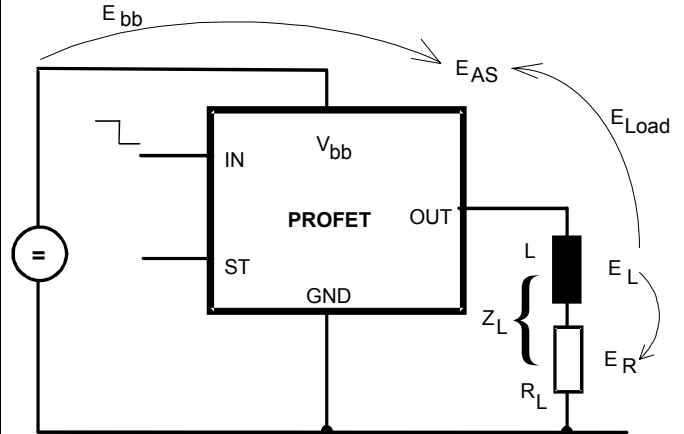 E bb
E AS
E Load
V bb
IN
PROFET
OUT
ST
L
E L
GND
Z L {
E R
R L
=